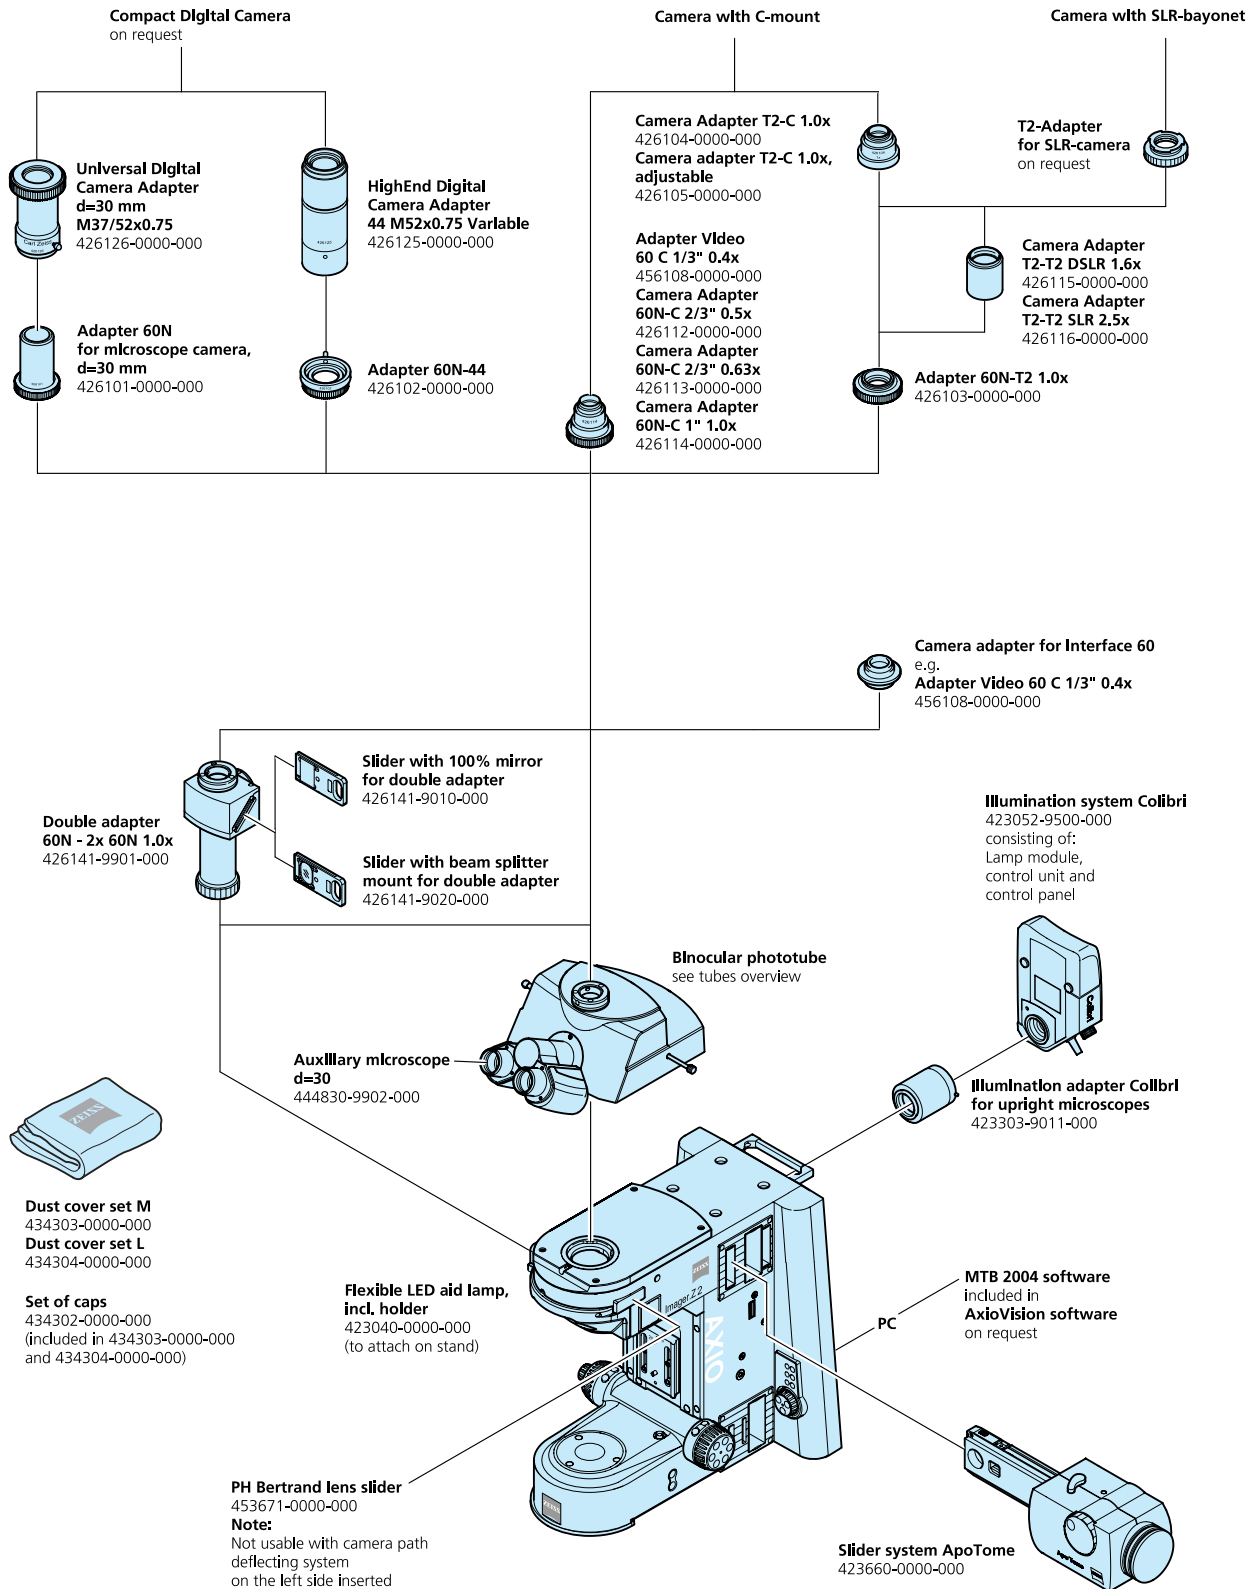 Compact Digital Camera
on request
Camera with C-mount
Camera with SLR-bayonet
Universal Digital
Camera Adapter
d=30 mm
M37/52x0.75
426126-0000-000
Carl Zeiss
HighEnd Digital
Camera Adapter
44 M52x0.75 Variable
426125-0000-000
426125
Camera Adapter T2-C 1.0x
426104-0000-000
Camera adapter T2-C 1.0x,
adjustable
426105-0000-000
T2-Adapter
for SLR-camera
on request
Adapter Video
60 C 1/3" 0.4x
456108-0000-000
Camera Adapter
60N-C 2/3" 0.5x
426112-0000-000
Camera Adapter
60N-C 2/3" 0.63x
426113-0000-000
Camera Adapter
60N-C 1" 1.0x
426114-0000-000
426114
Camera Adapter
T2-T2 DSLR 1.6x
426115-0000-000
Camera Adapter
T2-T2 SLR 2.5x
426116-0000-000
Adapter 60N
for microscope camera,
d=30 mm
426101-0000-000
Adapter 60N-44
426102-0000-000
Adapter 60N-T2 1.0x
426103-0000-000
Camera adapter for Interface 60
e.g.
Adapter Video 60 C 1/3" 0.4x
456108-0000-000
Slider with 100% mirror
for double adapter
426141-9010-000
Double adapter
60N - 2x 60N 1.0x
426141-9901-000
Slider with beam splitter
mount for double adapter
426141-9020-000
Illumination system Colibri
423052-9500-000
consisting of:
Lamp module,
control unit and
control panel
Colibri
Binocular phototube
see tubes overview
Auxiliary microscope
d=30
444830-9902-000
Illumination adapter Colibri
for upright microscopes
423303-9011-000
ZEISS
Dust cover set M
434303-0000-000
Dust cover set L
434304-0000-000
Set of caps
434302-0000-000
(included in 434303-0000-000
and 434304-0000-000)
Flexible LED aid lamp,
incl. holder
423040-0000-000
(to attach on stand)
ZEISS
Imager.Z2
AXIO
PC
MTB 2004 software
included in
AxioVision software
on request
PH Bertrand lens slider
453671-0000-000
Note:
Not usable with camera path
deflecting system
on the left side inserted
ZEISS
Slider system ApoTome
423660-0000-000
ApoTome